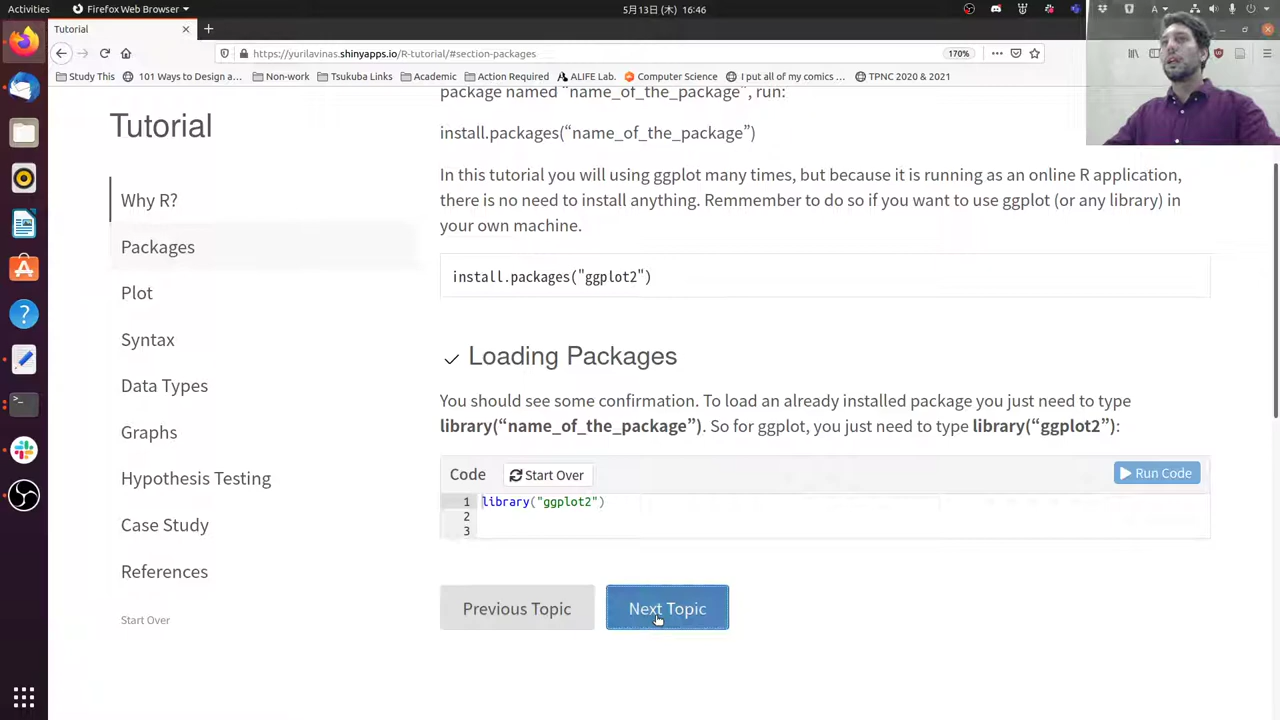 Activities
Firefox Web Browser
5月13日 (木) 16:46
A
Tutorial
https://yurilavinas.shinyapps.io/R-tutorial/#section-packages
170%
Study This
101 Ways to Design a...
Non-work
Tsukuba Links
Academic
Action Required
ALIFE Lab.
Computer Science
I put all of my comics ...
TPNC 2020 & 2021
Tutorial
Why R?
Packages
Plot
Syntax
Data Types
Graphs
Hypothesis Testing
Case Study
References
Start Over
package named “name_of_the_package”, run:
install.packages(“name_of_the_package”)
In this tutorial you will using ggplot many times, but because it is running as an online R application,
there is no need to install anything. Remmember to do so if you want to use ggplot (or any library) in
your own machine.
install.packages("ggplot2")
Loading Packages
You should see some confirmation. To load an already installed package you just need to type
library(“name_of_the_package”). So for ggplot, you just need to type library(“ggplot2”):
Code
Start Over
Run Code
1 library("ggplot2")
2
3
Previous Topic
Next Topic